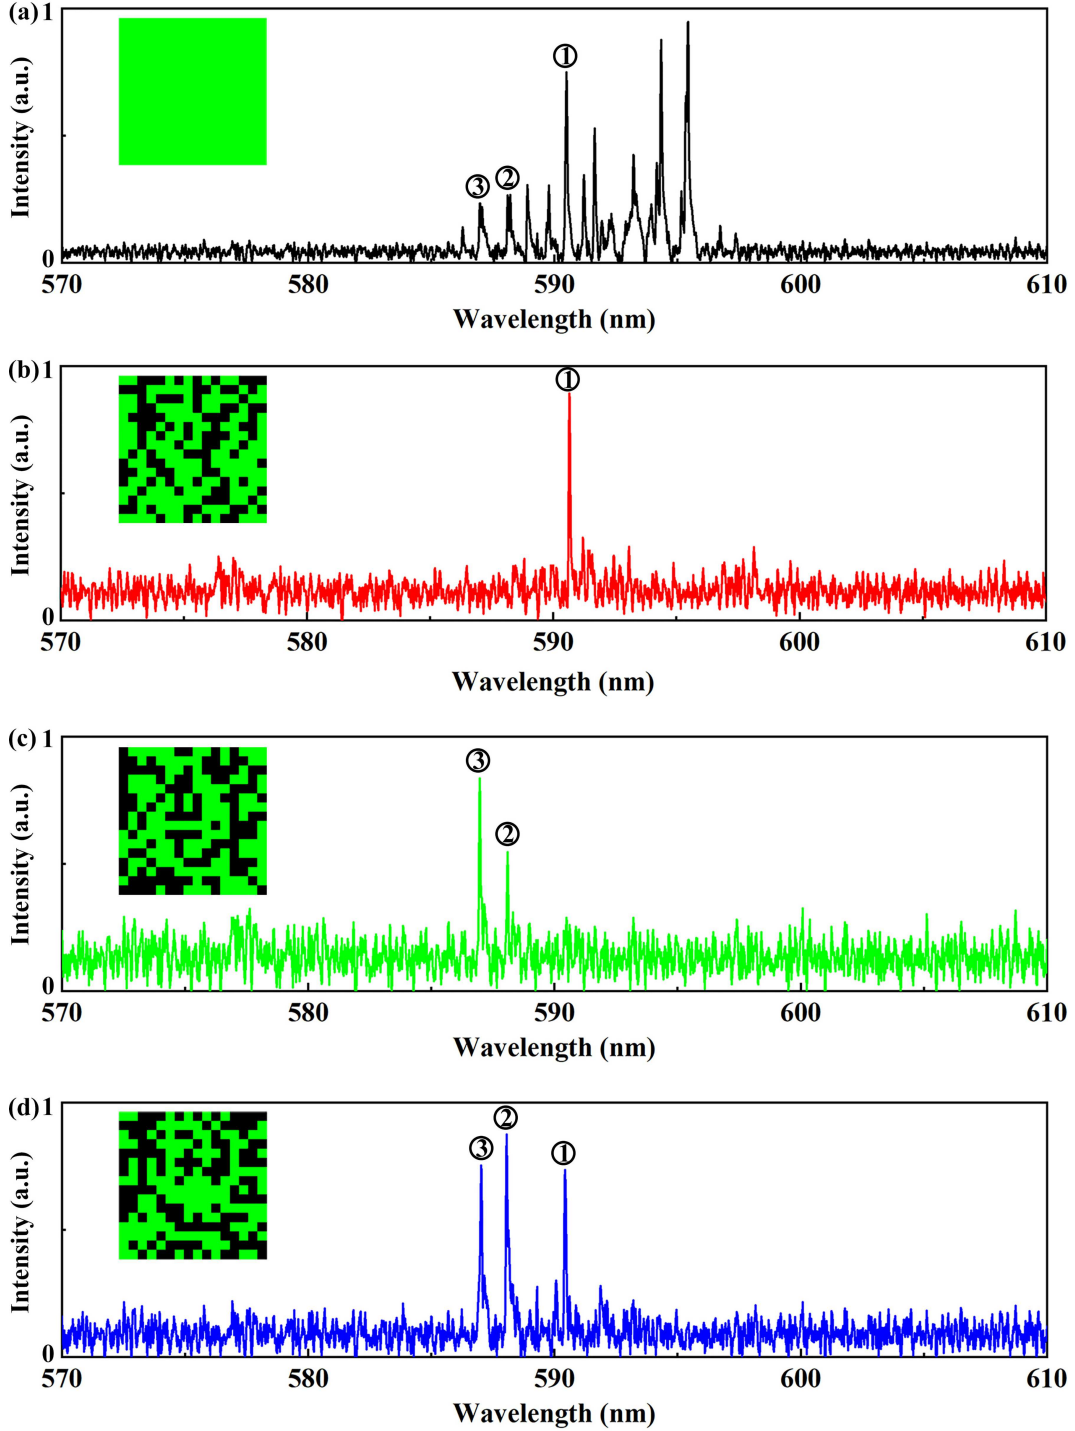 (a) 1
Intensity (a.u.)
① ② ③
0
570 580 590 600 610
Wavelength (nm)
(b) 1
Intensity (a.u.)
①
0
570 580 590 600 610
Wavelength (nm)
(c) 1
Intensity (a.u.)
③ ②
0
570 580 590 600 610
Wavelength (nm)
(d) 1
Intensity (a.u.)
③ ② ①
0
570 580 590 600 610
Wavelength (nm)